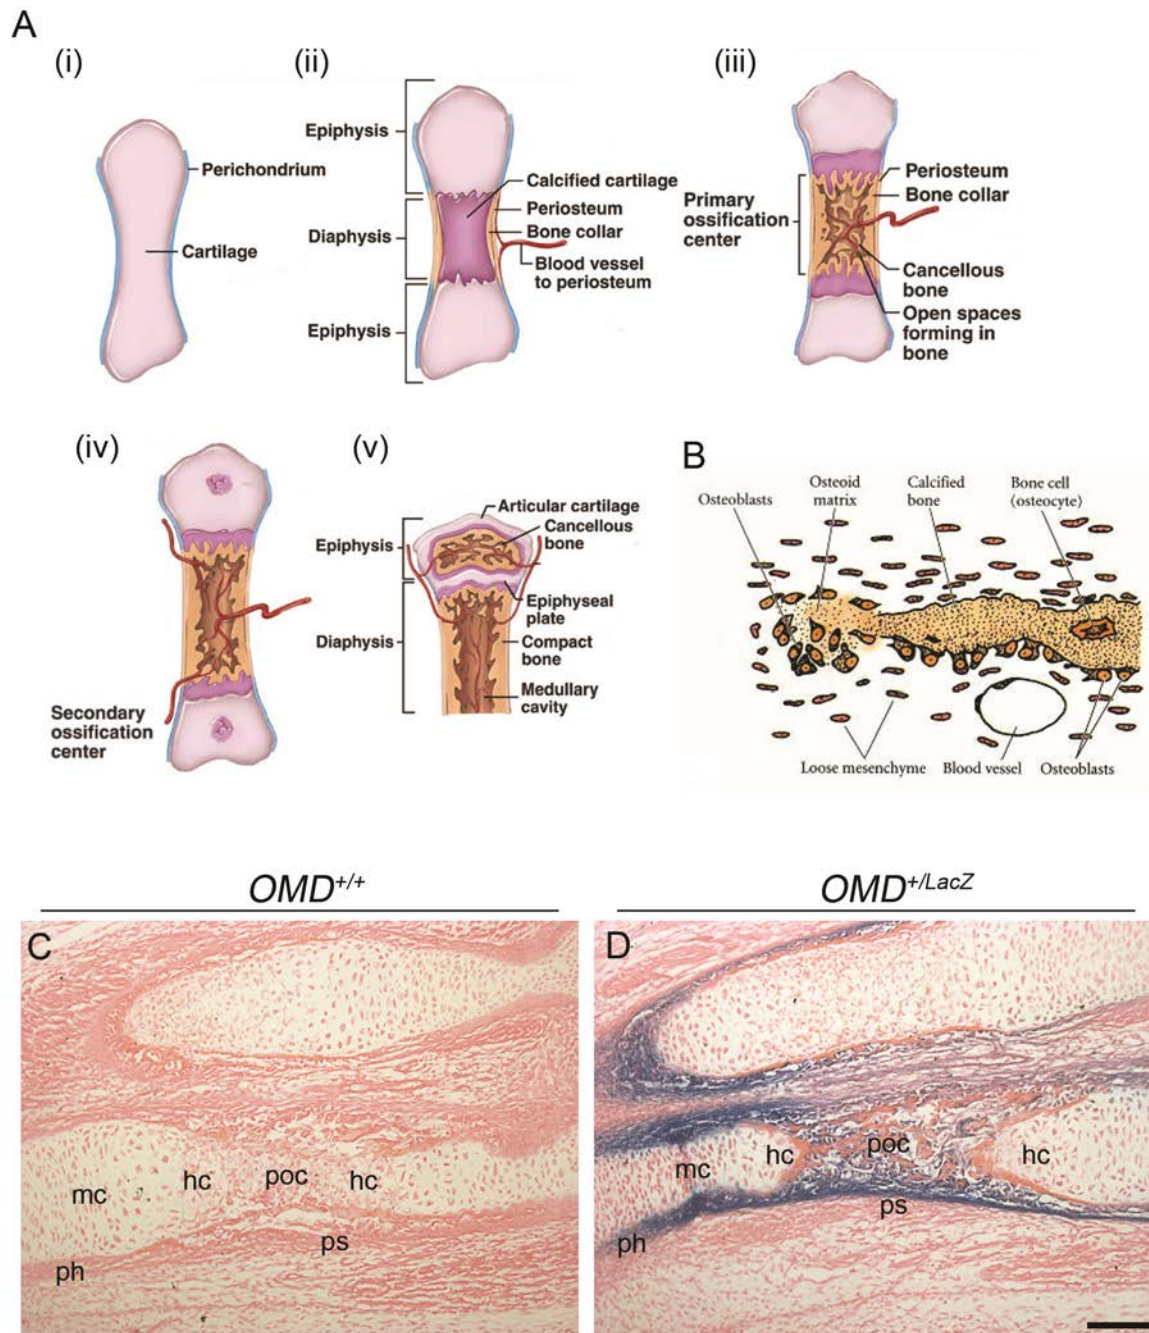 A
(i)
Perichondrium
Cartilage
(ii)
Epiphysis
Diaphysis
Epiphysis
Calcified cartilage
Periosteum
Bone collar
Blood vessel
to periosteum
(iii)
Primary
ossification
center
Periosteum
Bone collar
Cancellous
bone
Open spaces
forming in
bone
(iv)
Secondary
ossification
center
(v)
Epiphysis
Diaphysis
Articular cartilage
Cancellous
bone
Epiphyseal
plate
Compact
bone
Medullary
cavity
B
Osteoblasts
Osteoid
matrix
Calcified
bone
Bone cell
(osteocyte)
Loose mesenchyme
Blood vessel
Osteoblasts
OMD+/+
C
mc
hc
poc
hc
ps
ph
OMD+/LacZ
D
mc
hc
poc
hc
ps
ph